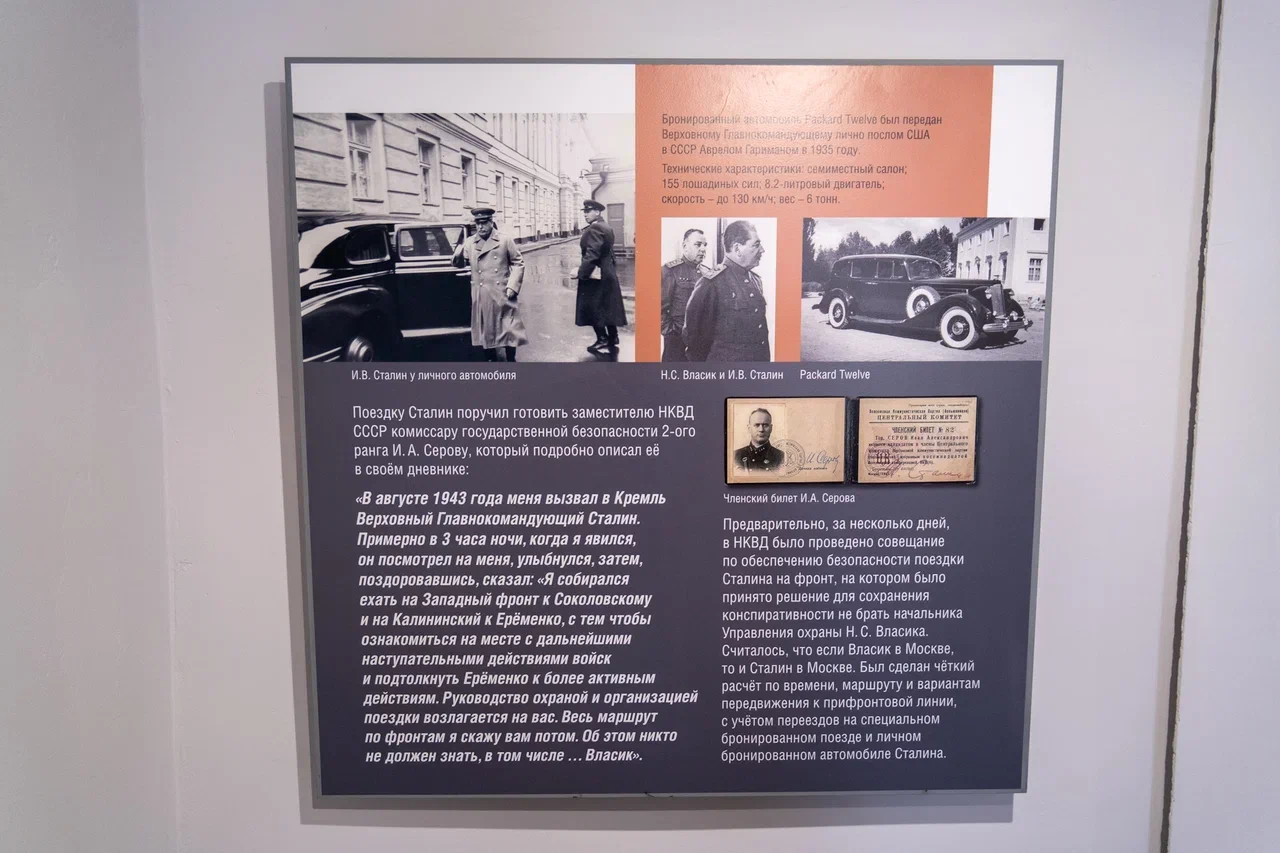 Бронированный автомобиль Packard Twelve был передан
Верховному Главнокомандующему лично послом США
в СССР Аврелом Гариманом в 1935 году.
Технические характеристики: семиместный салон;
155 лошадиных сил; 8.2-литровый двигатель;
скорость – до 130 км/ч; вес – 6 тонн.
И.В. Сталин у личного автомобиля
Н.С. Власик и И.В. Сталин
Packard Twelve
Поездку Сталин поручил готовить заместителю НКВД
СССР комиссару государственной безопасности 2-ого
ранга И. А. Серову, который подробно описал её
в своём дневнике:
«В августе 1943 года меня вызвал в Кремль
Верховный Главнокомандующий Сталин.
Примерно в 3 часа ночи, когда я явился,
он посмотрел на меня, улыбнулся, затем,
поздоровавшись, сказал: «Я собирался
ехать на Западный фронт к Соколовскому
и на Калининский к Ерёменко, с тем чтобы
ознакомиться на месте с дальнейшими
наступательными действиями войск
и подтолкнуть Ерёменко к более активным
действиям. Руководство охраной и организацией
поездки возлагается на вас. Весь маршрут
по фронтам я скажу вам потом. Об этом никто
не должен знать, в том числе ... Власик».
ЦЕНТРАЛЬНЫЙ КОМИТЕТ
ЧЛЕНСКИЙ БИЛЕТ № 82
Тов. СЕРОВ Иван Александрович
Членский билет И.А. Серова
Предварительно, за несколько дней,
в НКВД было проведено совещание
по обеспечению безопасности поездки
Сталина на фронт, на котором было
принято решение для сохранения
конспиративности не брать начальника
Управления охраны Н. С. Власика.
Считалось, что если Власик в Москве,
то и Сталин в Москве. Был сделан чёткий
расчёт по времени, маршруту и вариантам
передвижения к прифронтовой линии,
с учётом переездов на специальном
бронированном поезде и личном
бронированном автомобиле Сталина.